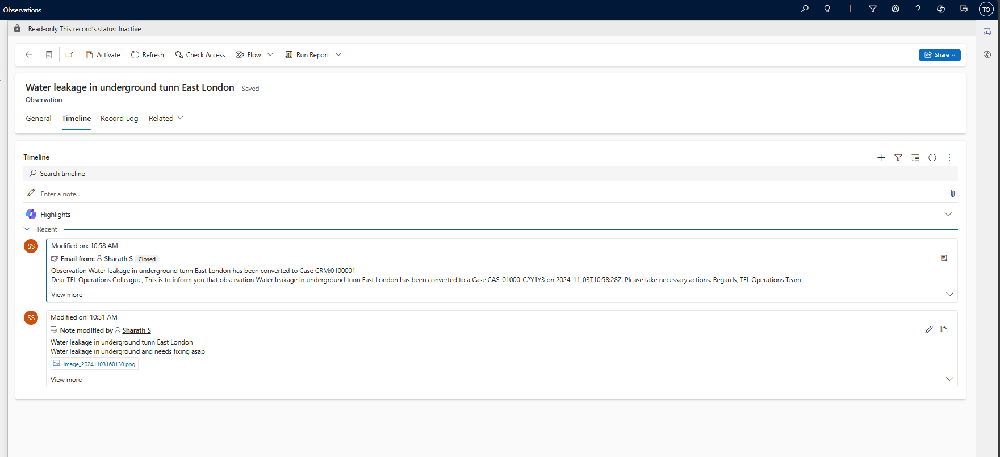 Observations
TO
Read-only This record's status: Inactive
Activate Refresh Check Access Flow Run Report Share
Water leakage in underground tunn East London - Saved
Observation
General Timeline Record Log Related
Timeline
Search timeline
Enter a note...
Highlights
Recent
SS
Modified on: 10:58 AM
Email from: Sharath S Closed
Observation Water leakage in underground tunn East London has been converted to Case CRM:0100001
Dear TFL Operations Colleague, This is to inform you that observation Water leakage in underground tunn East London has been converted to a Case CAS-01000-C2Y1Y3 on 2024-11-03T10:58:28Z. Please take necessary actions. Regards, TFL Operations Team
View more
SS
Modified on: 10:31 AM
Note modified by Sharath S
Water leakage in underground tunn East London
Water leakage in underground and needs fixing asap
image_20241103160130.png
View more